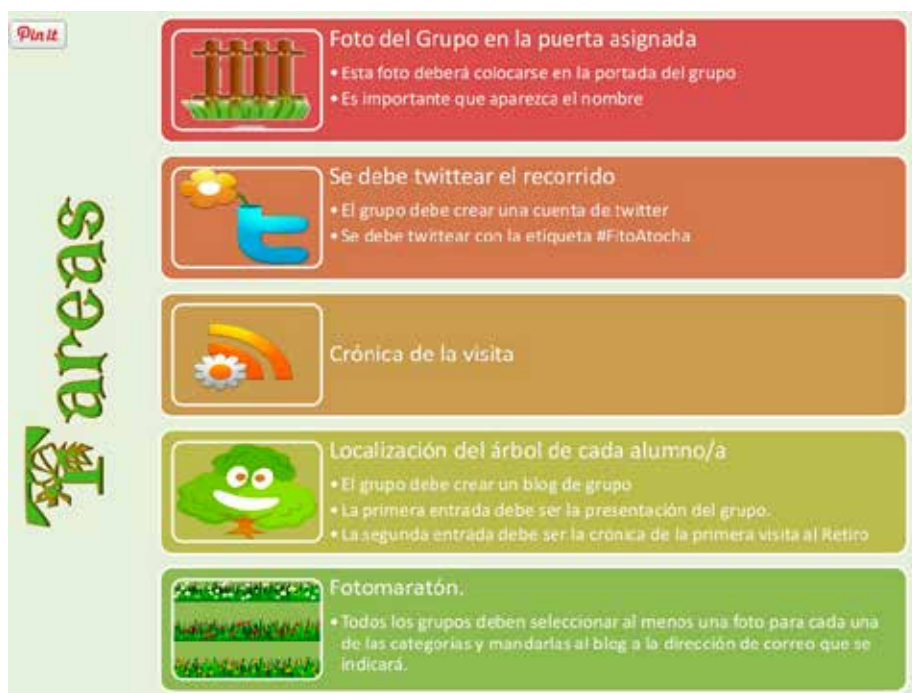 Pin it
Tareas
Foto del Grupo en la puerta asignada
• Esta foto deberá colocarse en la portada del grupo
• Es importante que aparezca el nombre
Se debe twittear el recorrido
• El grupo debe crear una cuenta de twitter
• Se debe twittear con la etiqueta #FitoAtocha
Crónica de la visita
Localización del árbol de cada alumno/a
• El grupo debe crear un blog de grupo
• La primera entrada debe ser la presentación del grupo.
• La segunda entrada debe ser la crónica de la primera visita al Retiro
Fotomaratón.
• Todos los grupos deben seleccionar al menos una foto para cada una
de las categorías y mandarlas al blog a la dirección de correo que se
indicará.